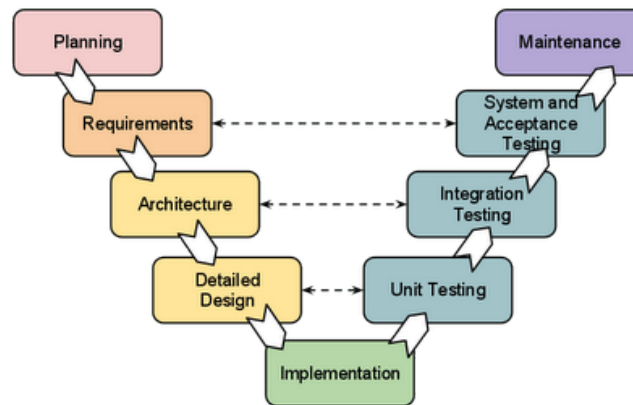 Planning
Maintenance
Requirements
System and
Acceptance
Testing
Architecture
Integration
Testing
Detailed
Design
Unit Testing
Implementation